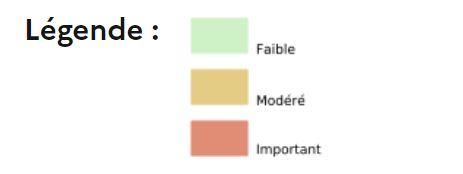 Légende :
Faible
Modéré
Important